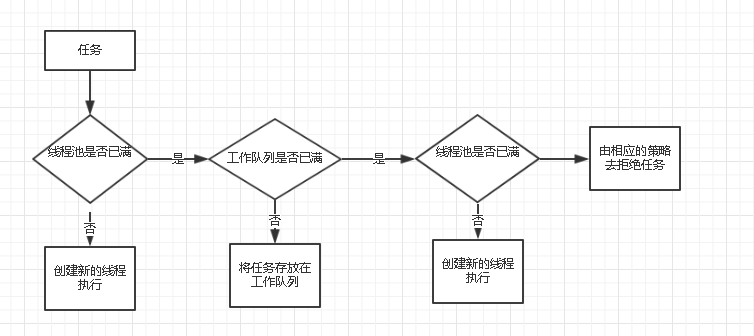 任务
线程池是否已满
是
工作队列是否已满
是
线程池是否已满
由相应的策略
去拒绝任务
否
否
否
创建新的线程
执行
将任务存放在
工作队列
创建新的线程
执行